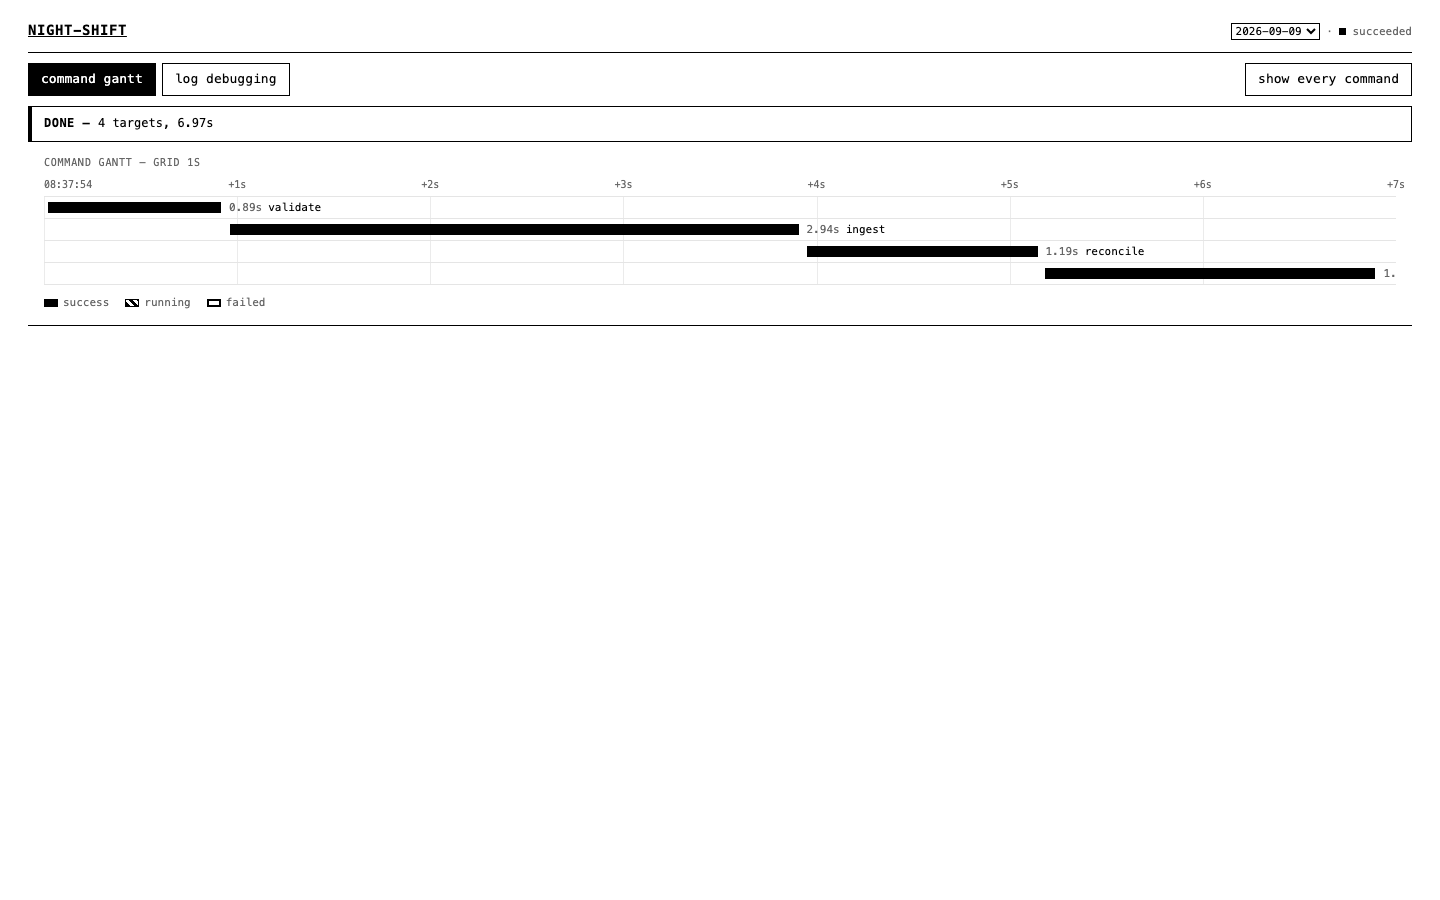 NIGHT-SHIFT
2026-09-09 · succeeded
command gantt log debugging show every command
DONE — 4 targets, 6.97s
COMMAND GANTT — GRID 1S
08:37:54 +1s +2s +3s +4s +5s +6s +7s
0.89s validate
2.94s ingest
1.19s reconcile
1.
success running failed